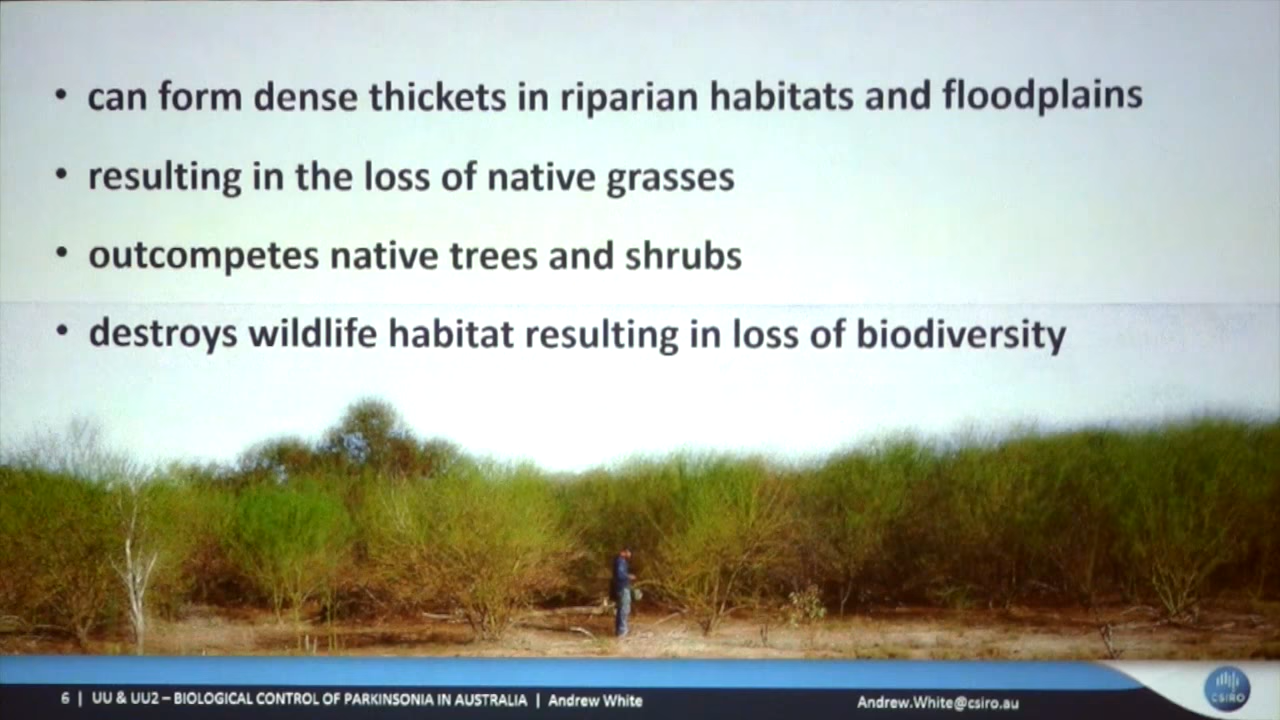 • can form dense thickets in riparian habitats and floodplains
• resulting in the loss of native grasses
• outcompetes native trees and shrubs
• destroys wildlife habitat resulting in loss of biodiversity
6 | UU & UU2 – BIOLOGICAL CONTROL OF PARKINSONIA IN AUSTRALIA | Andrew White
Andrew.White@csiro.au
CSIRO